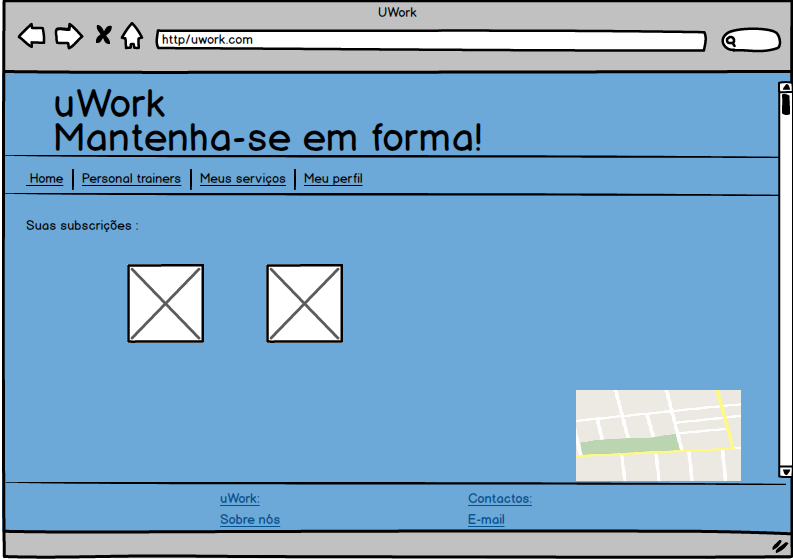 UWork
http/uwork.com
uWork
Mantenha-se em forma!
Home Personal trainers Meus serviços Meu perfil
Suas subscrições :
uWork: Contactos:
Sobre nós E-mail